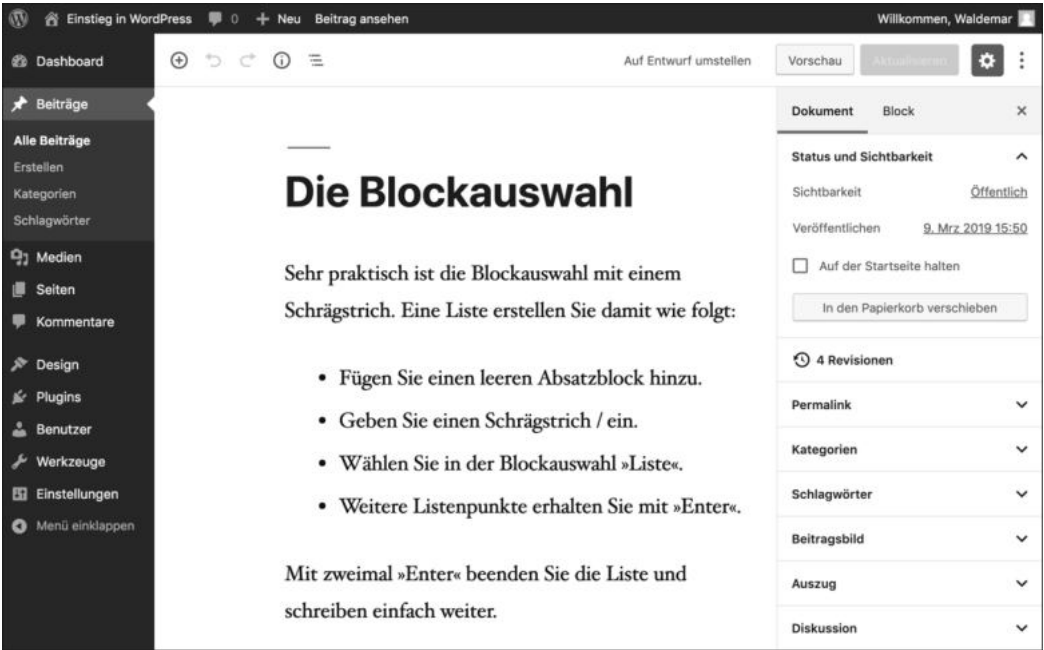 Einstieg in WordPress 0 + Neu Beitrag ansehen Willkommen, Waldemar
Dashboard
Beiträge
Alle Beiträge
Erstellen
Kategorien
Schlagwörter
Medien
Seiten
Kommentare
Design
Plugins
Benutzer
Werkzeuge
Einstellungen
Menü einklappen
Auf Entwurf umstellen Vorschau Aktualisieren
Die Blockauswahl
Sehr praktisch ist die Blockauswahl mit einem
Schrägstrich. Eine Liste erstellen Sie damit wie folgt:
• Fügen Sie einen leeren Absatzblock hinzu.
• Geben Sie einen Schrägstrich / ein.
• Wählen Sie in der Blockauswahl »Liste«.
• Weitere Listenpunkte erhalten Sie mit »Enter«.
Mit zweimal »Enter« beenden Sie die Liste und
schreiben einfach weiter.
Dokument Block
Status und Sichtbarkeit
Sichtbarkeit Öffentlich
Veröffentlichen 9. Mrz 2019 15:50
Auf der Startseite halten
In den Papierkorb verschieben
4 Revisionen
Permalink
Kategorien
Schlagwörter
Beitragsbild
Auszug
Diskussion